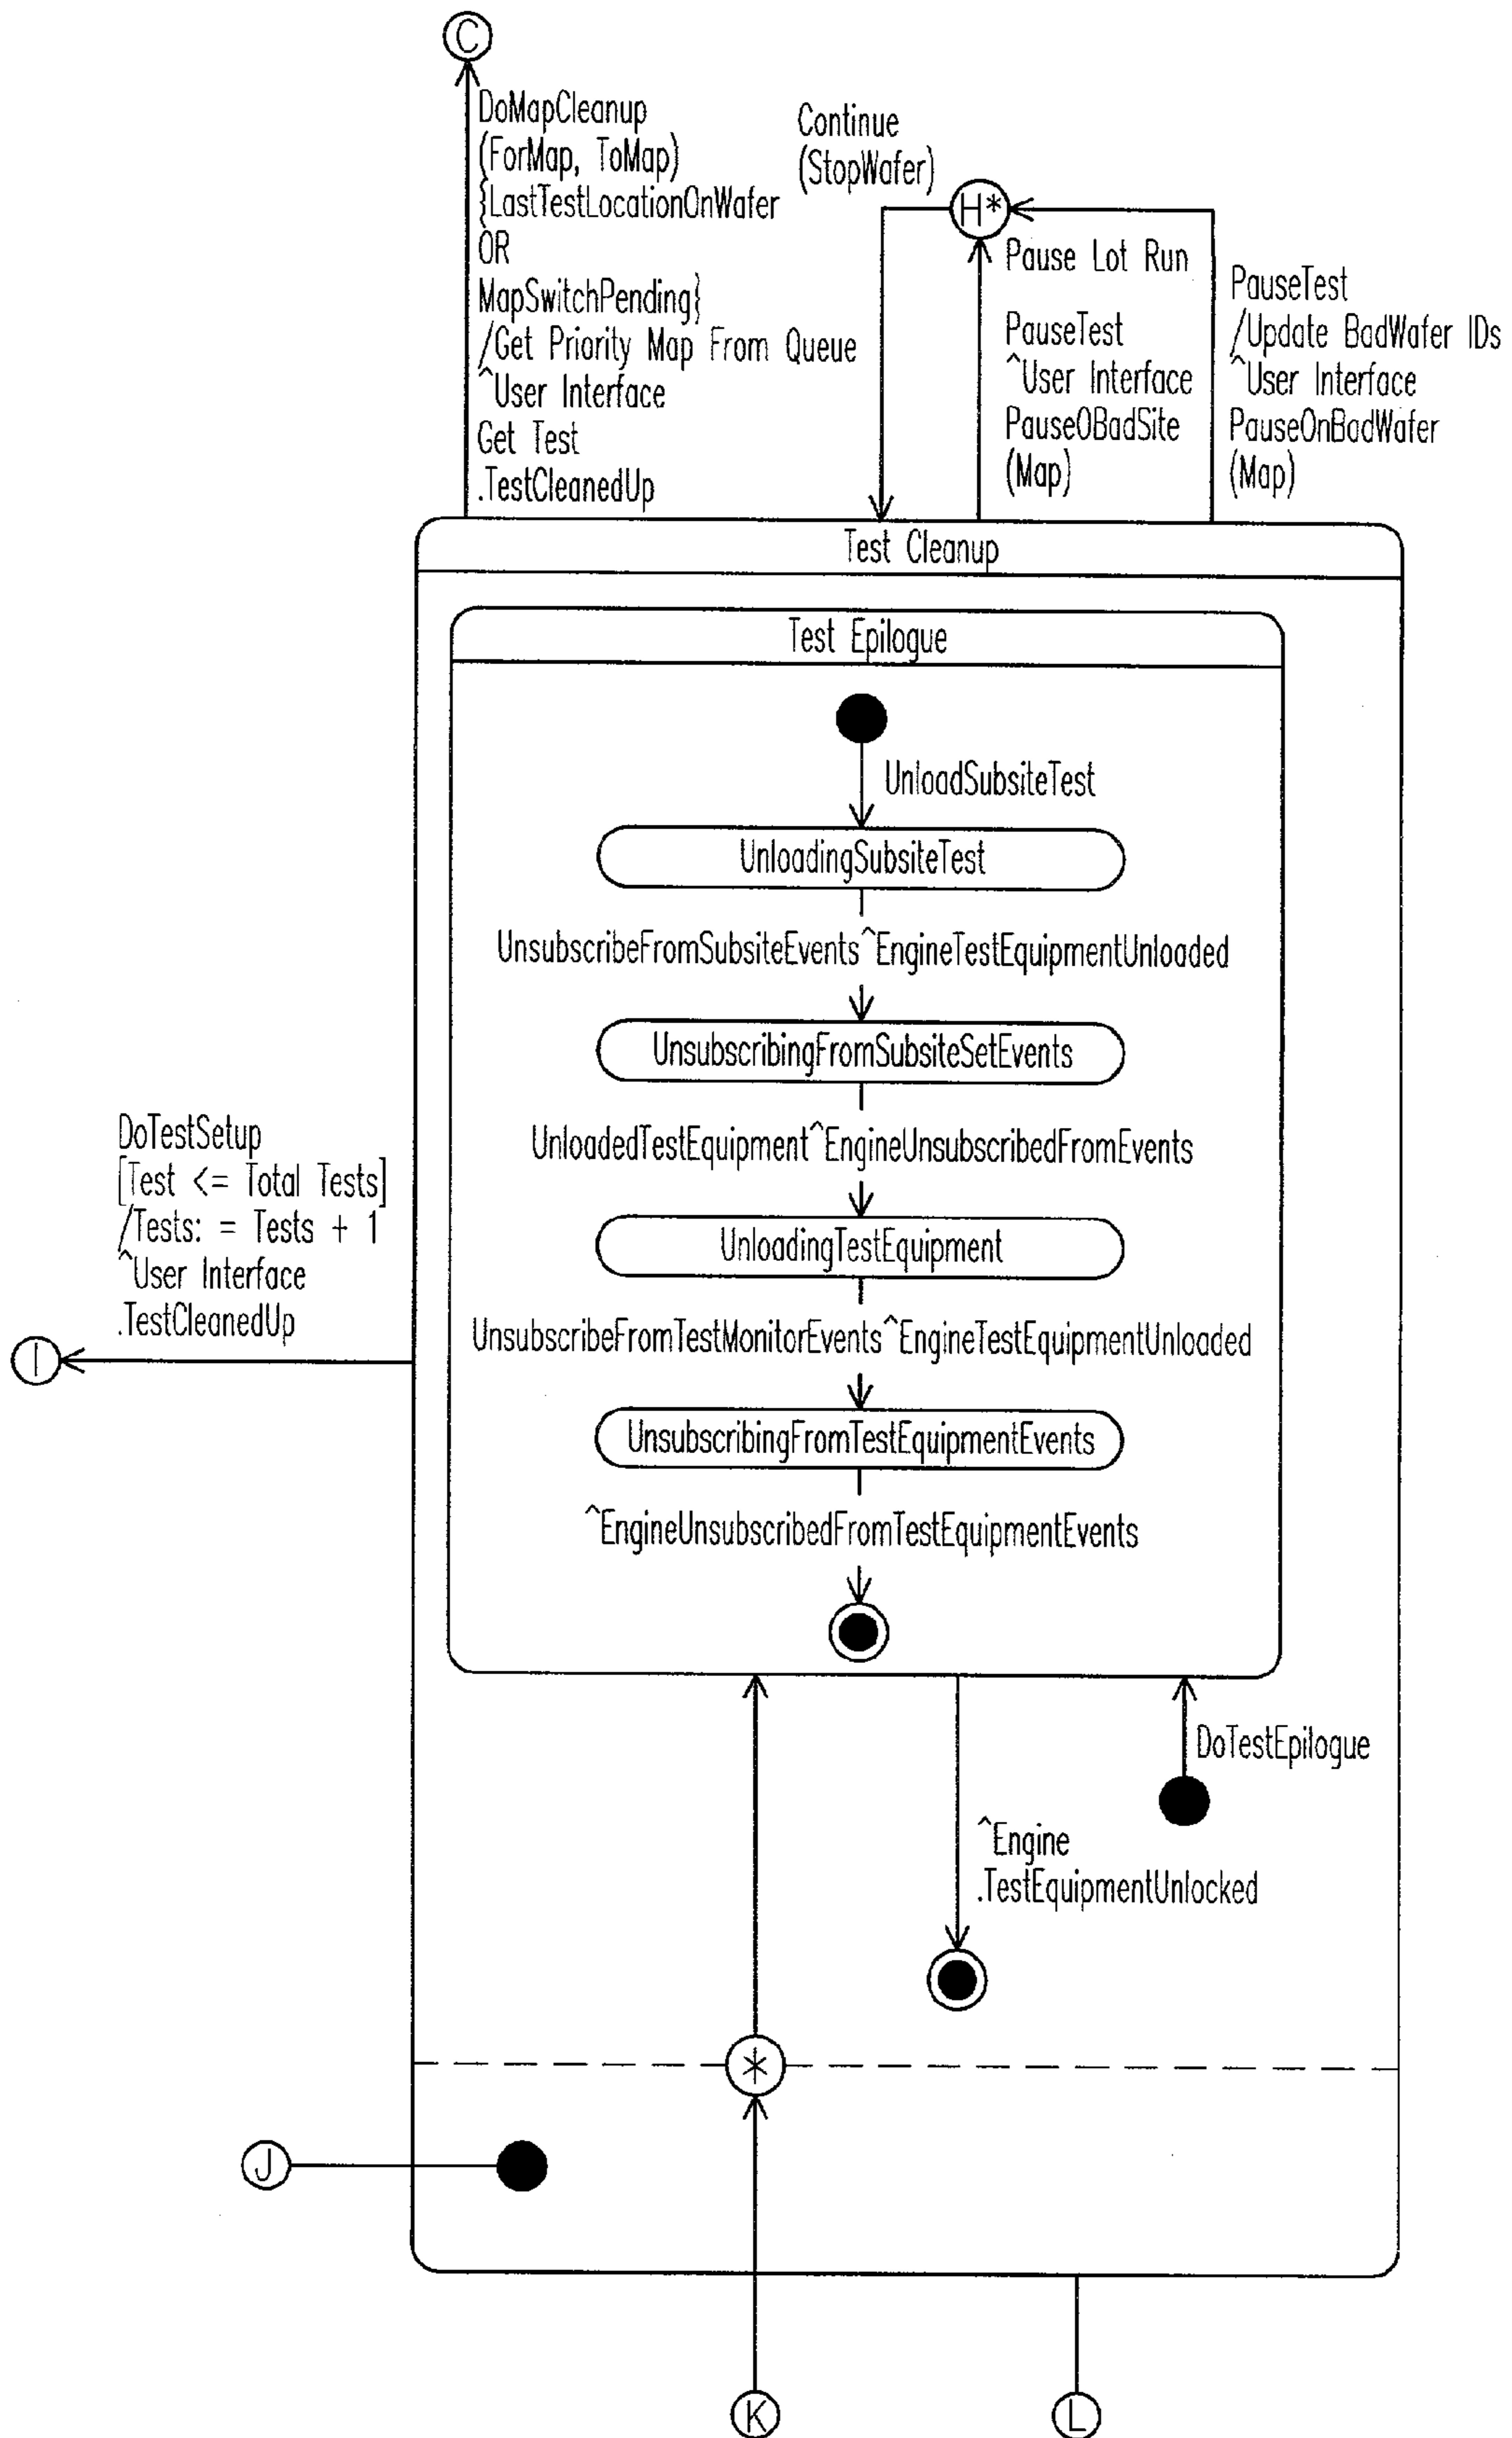 C
DoMapCleanup
(ForMap, ToMap)
{LastTestLocationOnWafer
OR
MapSwitchPending}
/Get Priority Map From Queue
^User Interface
Get Test
.TestCleanedUp
Continue
(StopWafer)
H*
Pause Lot Run
PauseTest
^User Interface
PauseOBadSite
(Map)
PauseTest
/Update BadWafer IDs
^User Interface
PauseOnBadWafer
(Map)
Test Cleanup
Test Epilogue
UnloadSubsiteTest
UnloadingSubsiteTest
UnsubscribeFromSubsiteEvents^EngineTestEquipmentUnloaded
UnsubscribingFromSubsiteSetEvents
UnloadedTestEquipment^EngineUnsubscribedFromEvents
UnloadingTestEquipment
UnsubscribeFromTestMonitorEvents^EngineTestEquipmentUnloaded
UnsubscribingFromTestEquipmentEvents
^EngineUnsubscribedFromTestEquipmentEvents
DoTestSetup
[Test <= Total Tests]
/Tests: = Tests + 1
^User Interface
.TestCleanedUp
I
DoTestEpilogue
^Engine
.TestEquipmentUnlocked
*
J
K
L